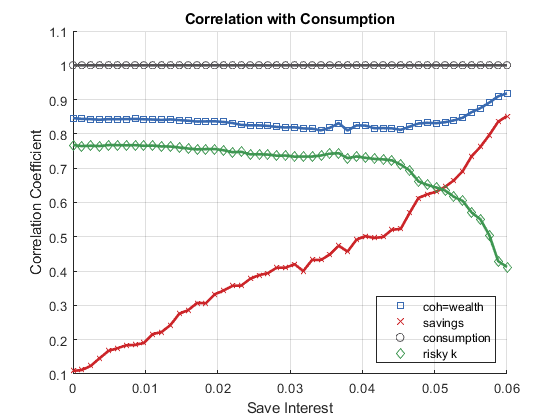 Correlation with Consumption
Correlation Coefficient
1.1
1
0.9
0.8
0.7
0.6
0.5
0.4
0.3
0.2
0.1
0
0.01
0.02
0.03
0.04
0.05
0.06
Save Interest
coh=wealth
savings
consumption
risky k